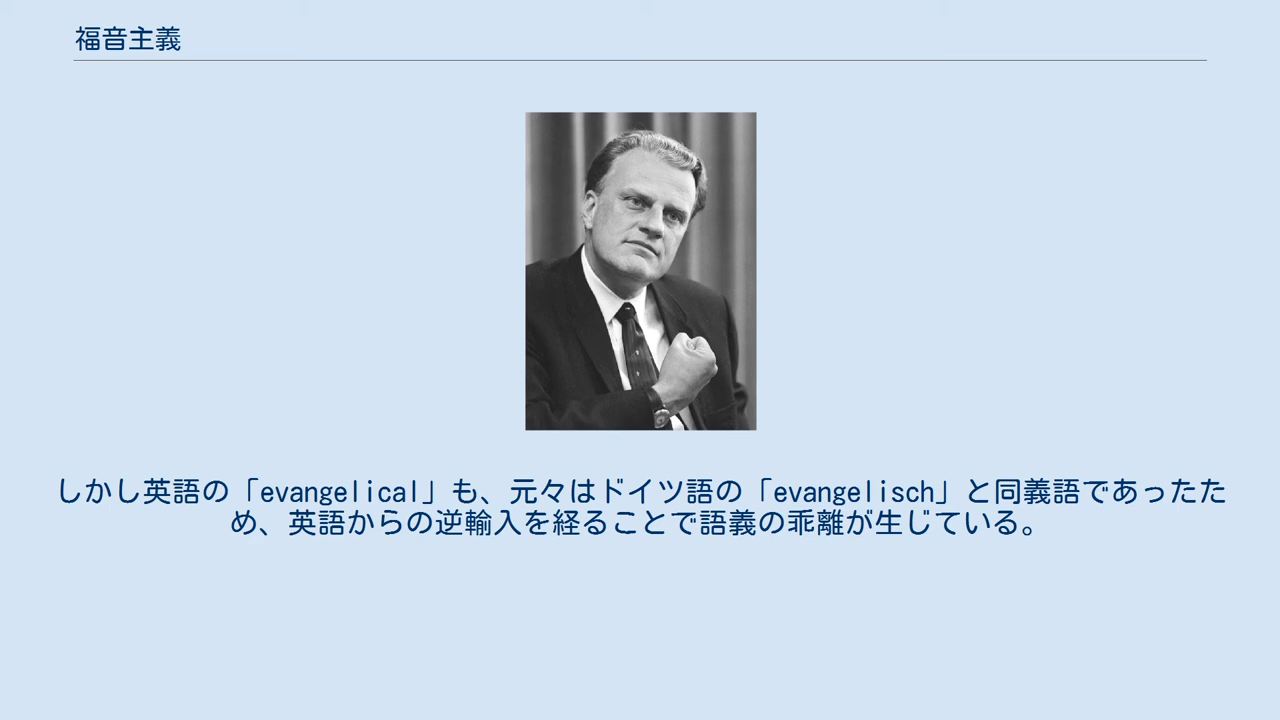 福音主義
しかし英語の「evangelical」も、元々はドイツ語の「evangelisch」と同義語であったた
め、英語からの逆輸入を経ることで語義の乖離が生じている。